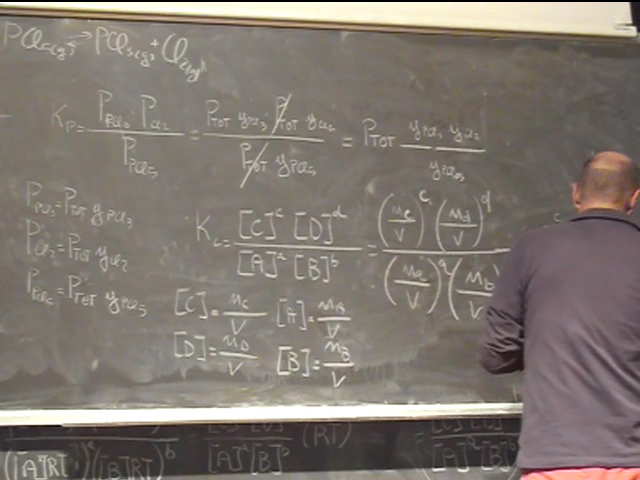 PCl₅(g) → PCl₃(g) + Cl₂(g)
Kₚ = P_PCl₃ · P_Cl₂ / P_PCl₅ = P_TOT y_PCl₃ P_TOT y_Cl₂ / P_TOT y_PCl₅ = P_TOT y_PCl₃ y_Cl₂ / y_PCl₅
P_PCl₃ = P_TOT y_PCl₃
P_Cl₂ = P_TOT y_Cl₂
P_PCl₅ = P_TOT y_PCl₅
K_c = [C]^c [D]^d / [A]^a [B]^b = (n_c/V)^c (n_d/V)^d / (n_a/V)^a (n_b/V)
[C] = n_C/V [A] = n_A/V
[D] = n_D/V [B] = n_B/V
([A]RT)^a ([B]RT)^b [A]^a [B]^b (RT) [A]^a [B]^b